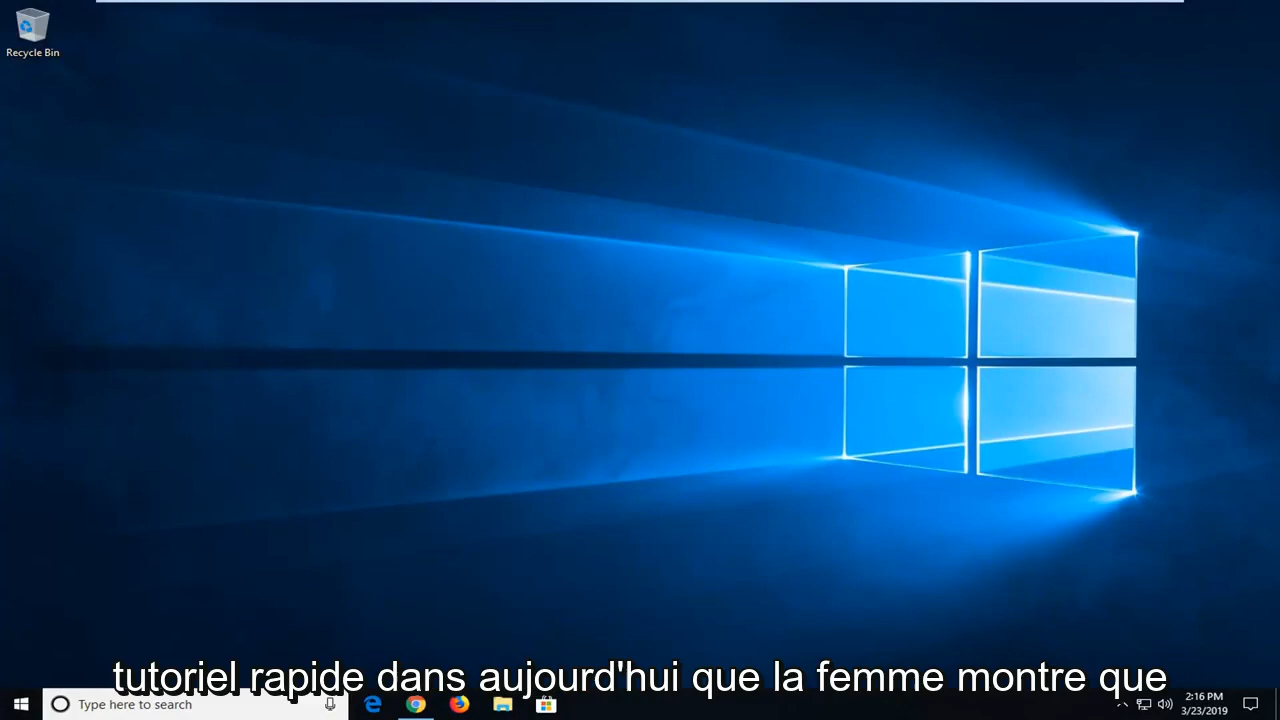 Recycle Bin
tutoriel rapide dans aujourd'hui que la femme montre que
Type here to search
2:16 PM
3/23/2019